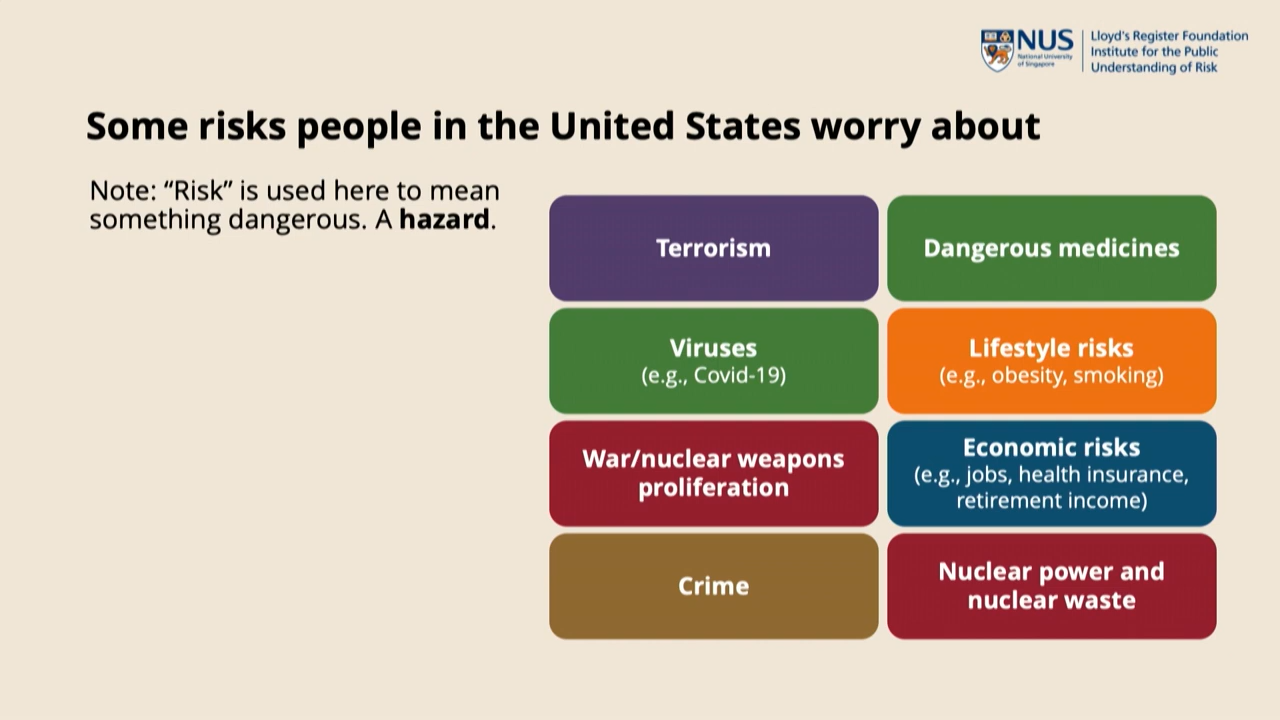 NUS
National University
of Singapore
Lloyd's Register Foundation
Institute for the Public
Understanding of Risk
Some risks people in the United States worry about
Note: “Risk” is used here to mean
something dangerous. A hazard.
Terrorism
Dangerous medicines
Viruses
(e.g., Covid-19)
Lifestyle risks
(e.g., obesity, smoking)
War/nuclear weapons
proliferation
Economic risks
(e.g., jobs, health insurance,
retirement income)
Crime
Nuclear power and
nuclear waste